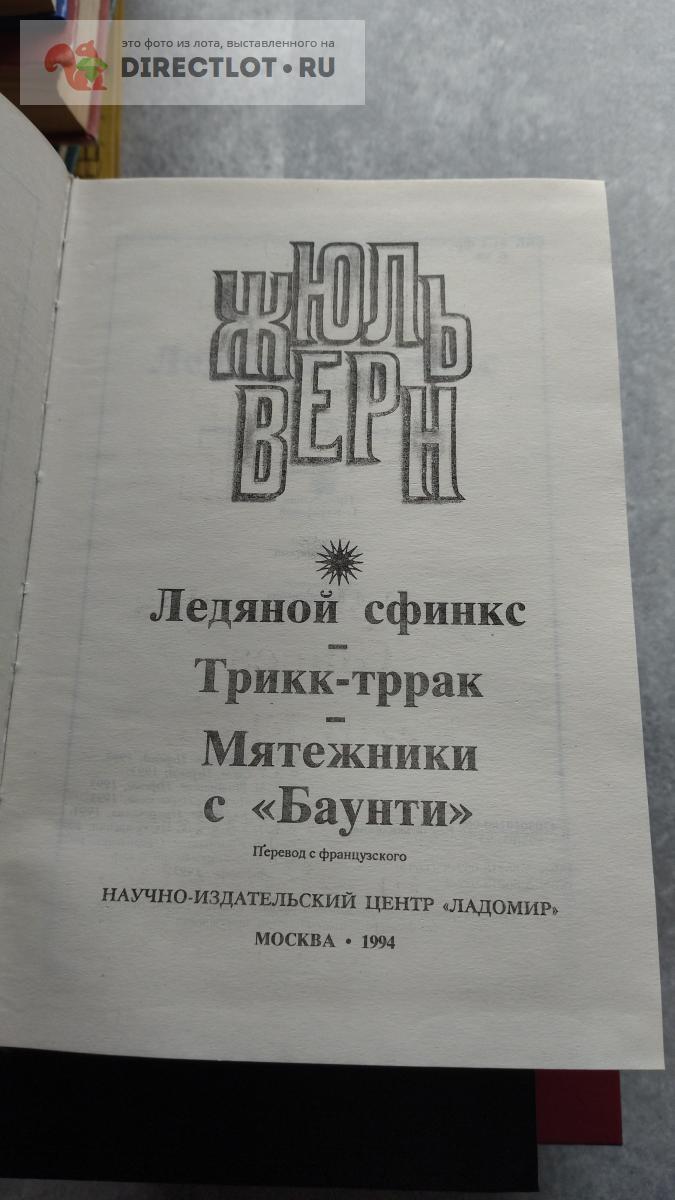 это фото из лота, выставленного на
DIRECTLOT.RU
ЖЮЛЬ
ВЕРН
Ледяной сфинкс
–
Трикк-тррак
–
Мятежники
с «Баунти»
Перевод с французского
НАУЧНО-ИЗДАТЕЛЬСКИЙ ЦЕНТР «ЛАДОМИР»
МОСКВА • 1994